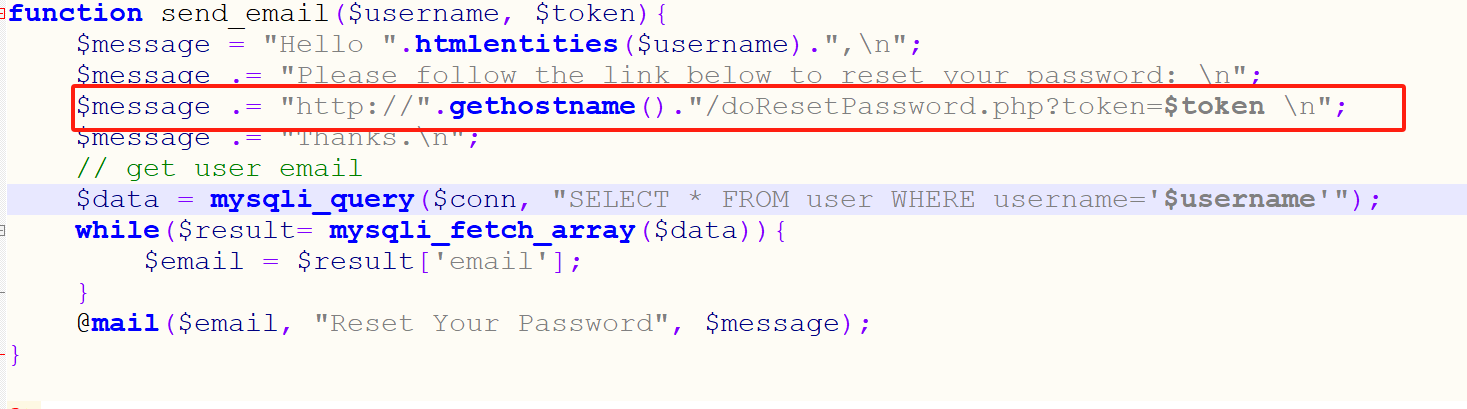 function send_email($username, $token){
$message = "Hello ".htmlentities($username).",\n";
$message .= "Please follow the link below to reset your password: \n";
$message .= "http://".gethostname()."/doResetPassword.php?token=$token \n";
$message .= "Thanks.\n";
// get user email
$data = mysqli_query($conn, "SELECT * FROM user WHERE username='$username'");
while($result= mysqli_fetch_array($data)){
$email = $result['email'];
}
@mail($email, "Reset Your Password", $message);
}